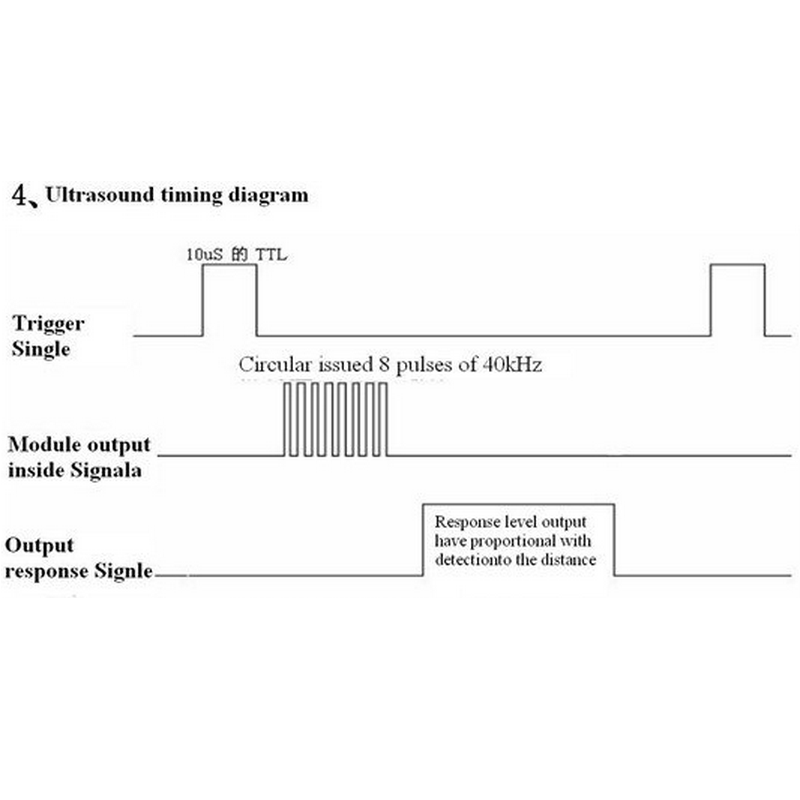 4、Ultrasound timing diagram
10uS 的 TTL
Trigger
Single
Circular issued 8 pulses of 40kHz
Module output
inside Signala
Response level output
have proportional with
detectionto the distance
Output
response Signle